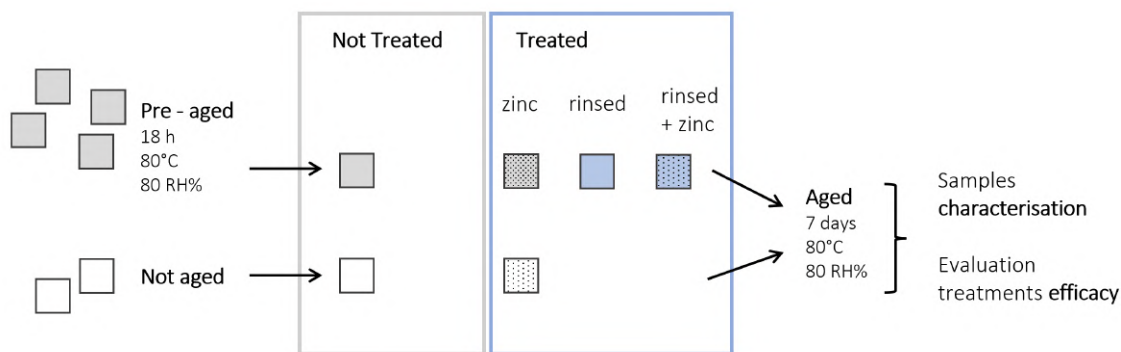 Not Treated
Treated
zinc
rinsed
rinsed
+ zinc
Pre - aged
18 h
80°C
80 RH%
Not aged
Aged
7 days
80°C
80 RH%
Samples
characterisation
Evaluation
treatments efficacy